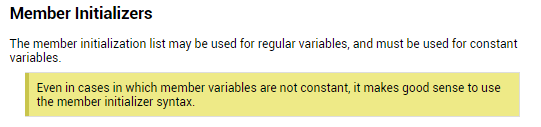 Member Initializers
The member initialization list may be used for regular variables, and must be used for constant
variables.
Even in cases in which member variables are not constant, it makes good sense to use
the member initializer syntax.